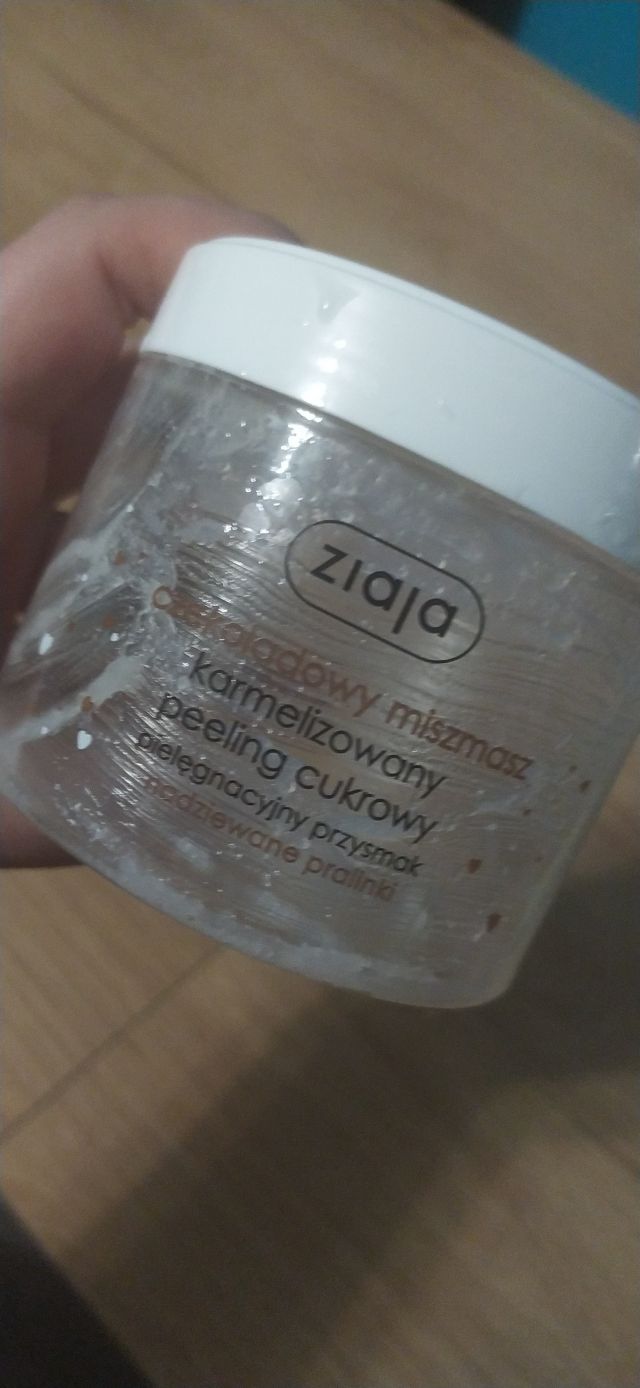 ziaja
czekoladowy miszmasz
karmelizowany
peeling cukrowy
pielęgnacyjny przysmak
nadziewane pralinki